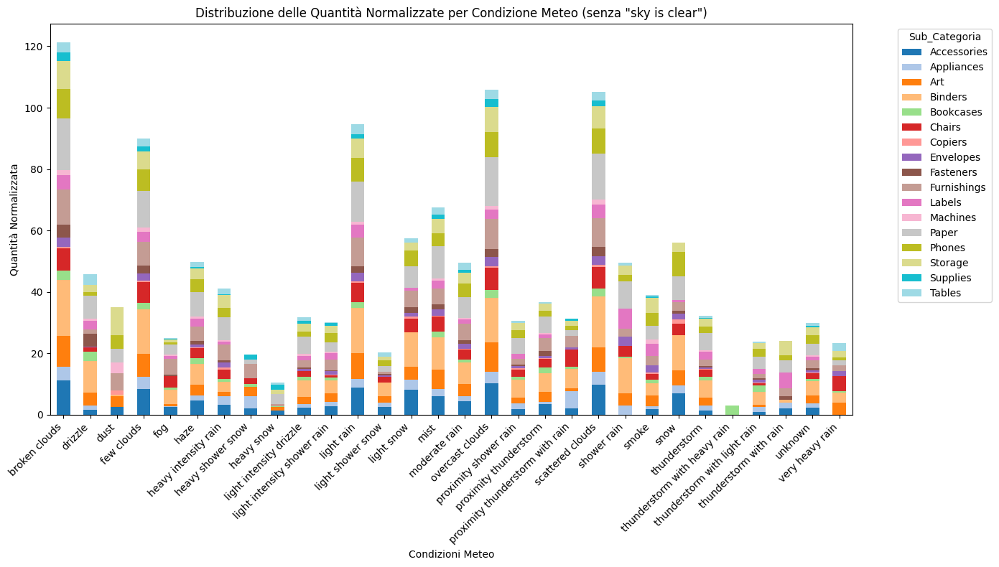 Distribuzione delle Quantità Normalizzate per Condizione Meteo (senza "sky is clear")
Quantità Normalizzata
120
100
80
60
40
20
0
broken clouds
drizzle
dust
few clouds
fog
haze
heavy intensity rain
heavy shower snow
heavy snow
light intensity drizzle
light intensity shower rain
light rain
light shower snow
light snow
mist
moderate rain
overcast clouds
proximity shower rain
proximity thunderstorm
proximity thunderstorm with rain
scattered clouds
shower rain
smoke
snow
thunderstorm
thunderstorm with heavy rain
thunderstorm with light rain
thunderstorm with rain
unknown
very heavy rain
Condizioni Meteo
Sub_Categoria
Accessories
Appliances
Art
Binders
Bookcases
Chairs
Copiers
Envelopes
Fasteners
Furnishings
Labels
Machines
Paper
Phones
Storage
Supplies
Tables